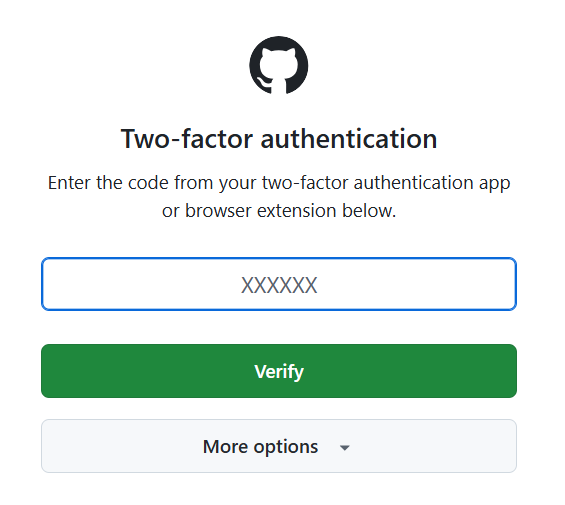 Two-factor authentication
Enter the code from your two-factor authentication app
or browser extension below.
XXXXXX
Verify
More options